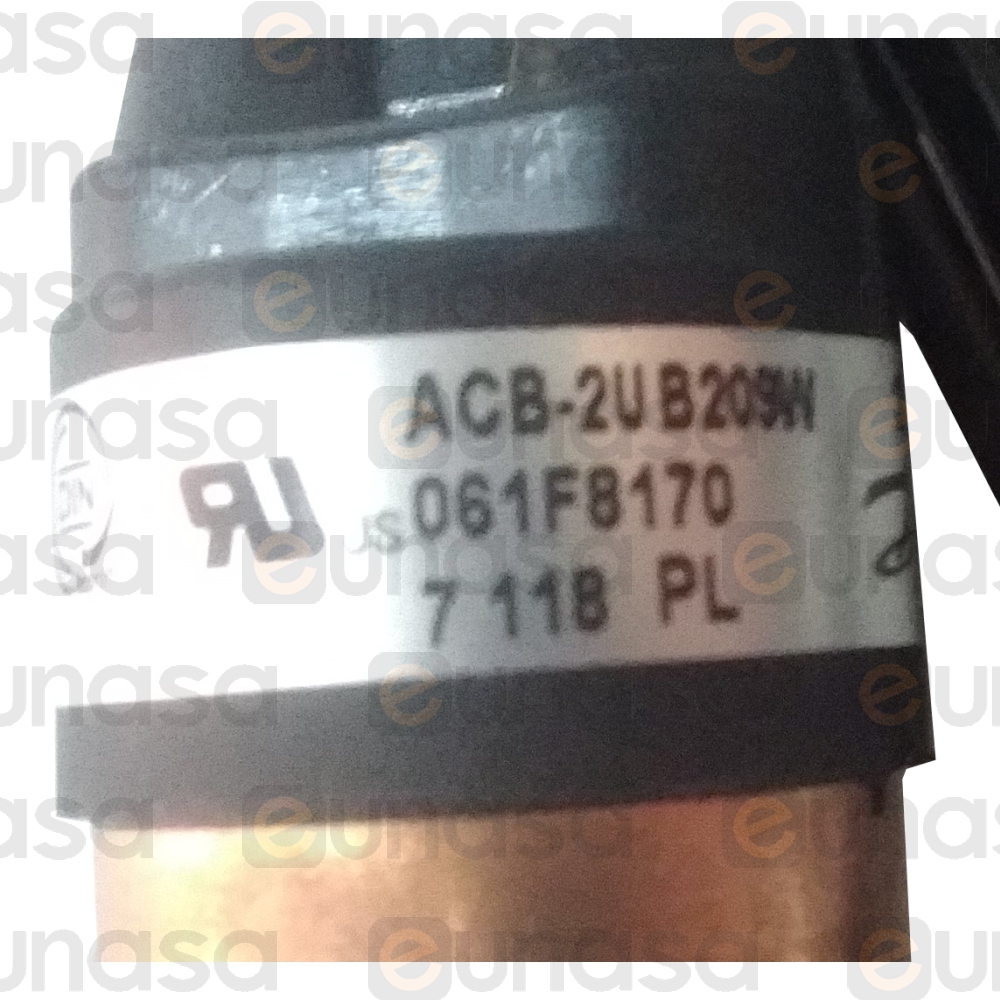 ACB-2UB209W
061F8170
7 118 PL
eunasa